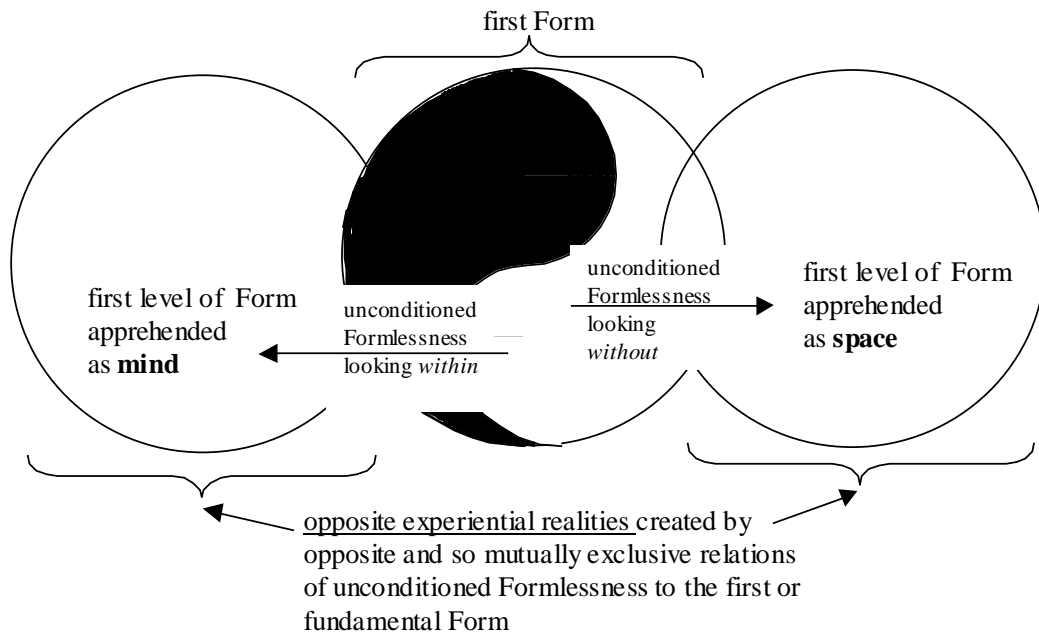 first Form
first level of Form
apprehended
as mind
unconditioned
Formlessness
looking within
unconditioned
Formlessness
looking
without
first level of Form
apprehended
as space
opposite experiential realities created by
opposite and so mutually exclusive relations
of unconditioned Formlessness to the first or
fundamental Form